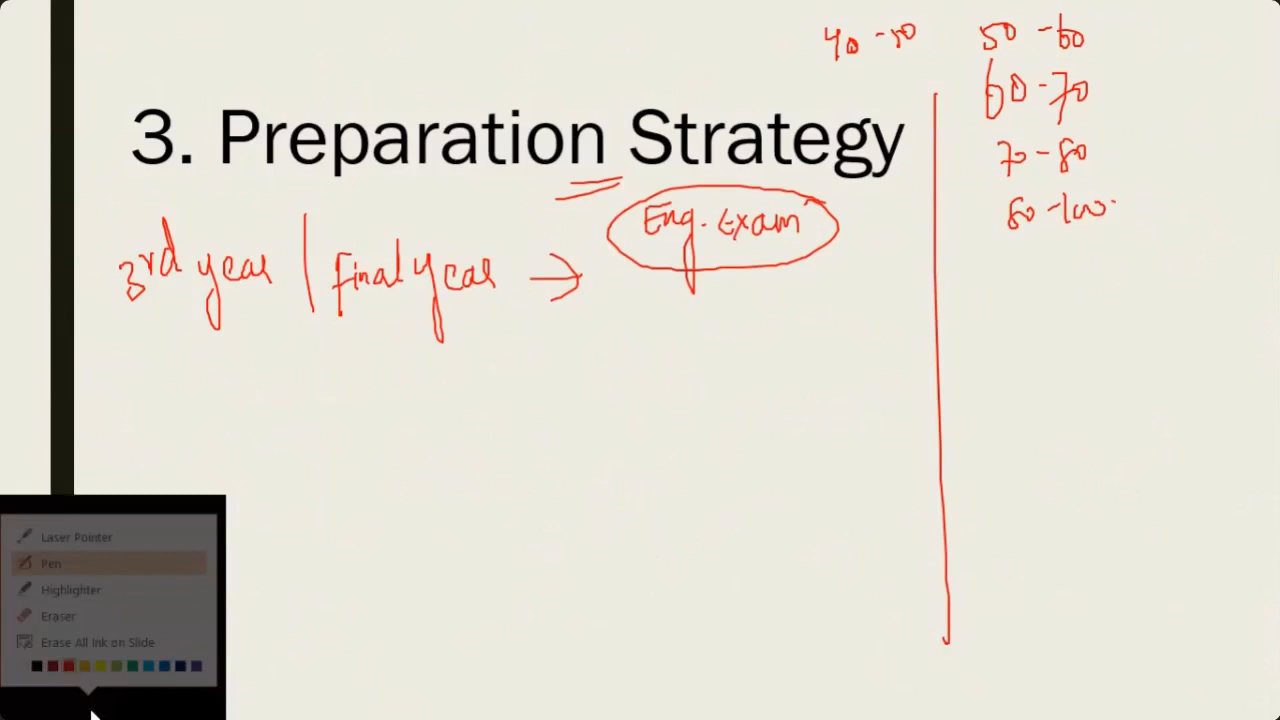 40-50 50-60
60-70
3. Preparation Strategy
70-80
80-100
Eng. Exam
3rd year | final year →
Laser Pointer
Pen
Highlighter
Eraser
Erase All Ink on Slide